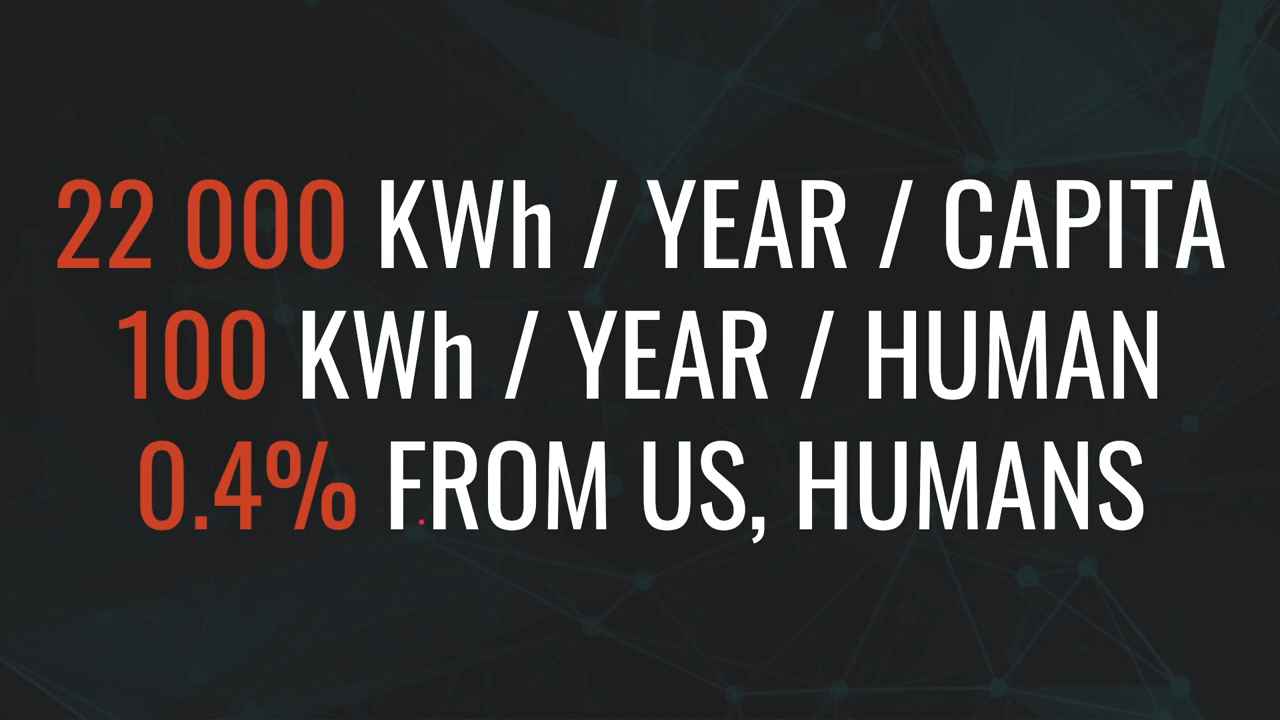 22 000 KWh / YEAR / CAPITA
100 KWh / YEAR / HUMAN
0.4% FROM US, HUMANS